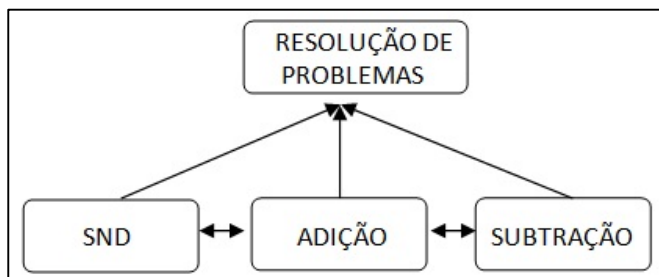 RESOLUÇÃO DE
PROBLEMAS
SND
ADIÇÃO
SUBTRAÇÃO